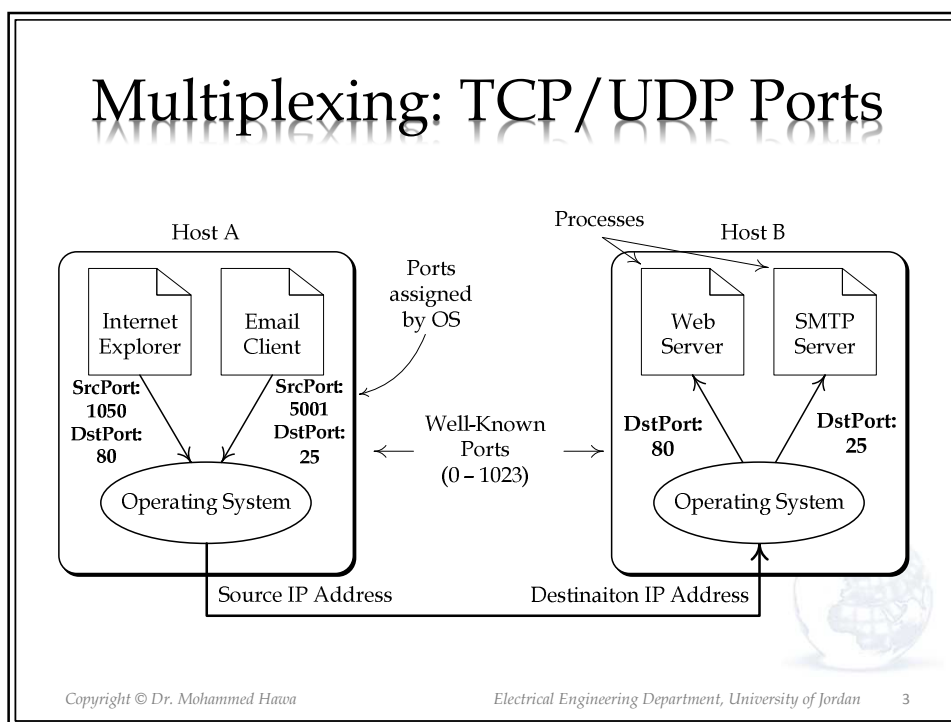 Multiplexing: TCP/UDP Ports
Host A
Internet
Explorer
Email
Client
SrcPort:
1050
DstPort:
80
SrcPort:
5001
DstPort:
25
Operating System
Ports
assigned
by OS
Well-Known
Ports
(0 – 1023)
Processes
Host B
Web
Server
SMTP
Server
DstPort:
80
DstPort:
25
Operating System
Source IP Address
Destinaiton IP Address
Copyright © Dr. Mohammed Hawa
Electrical Engineering Department, University of Jordan
3